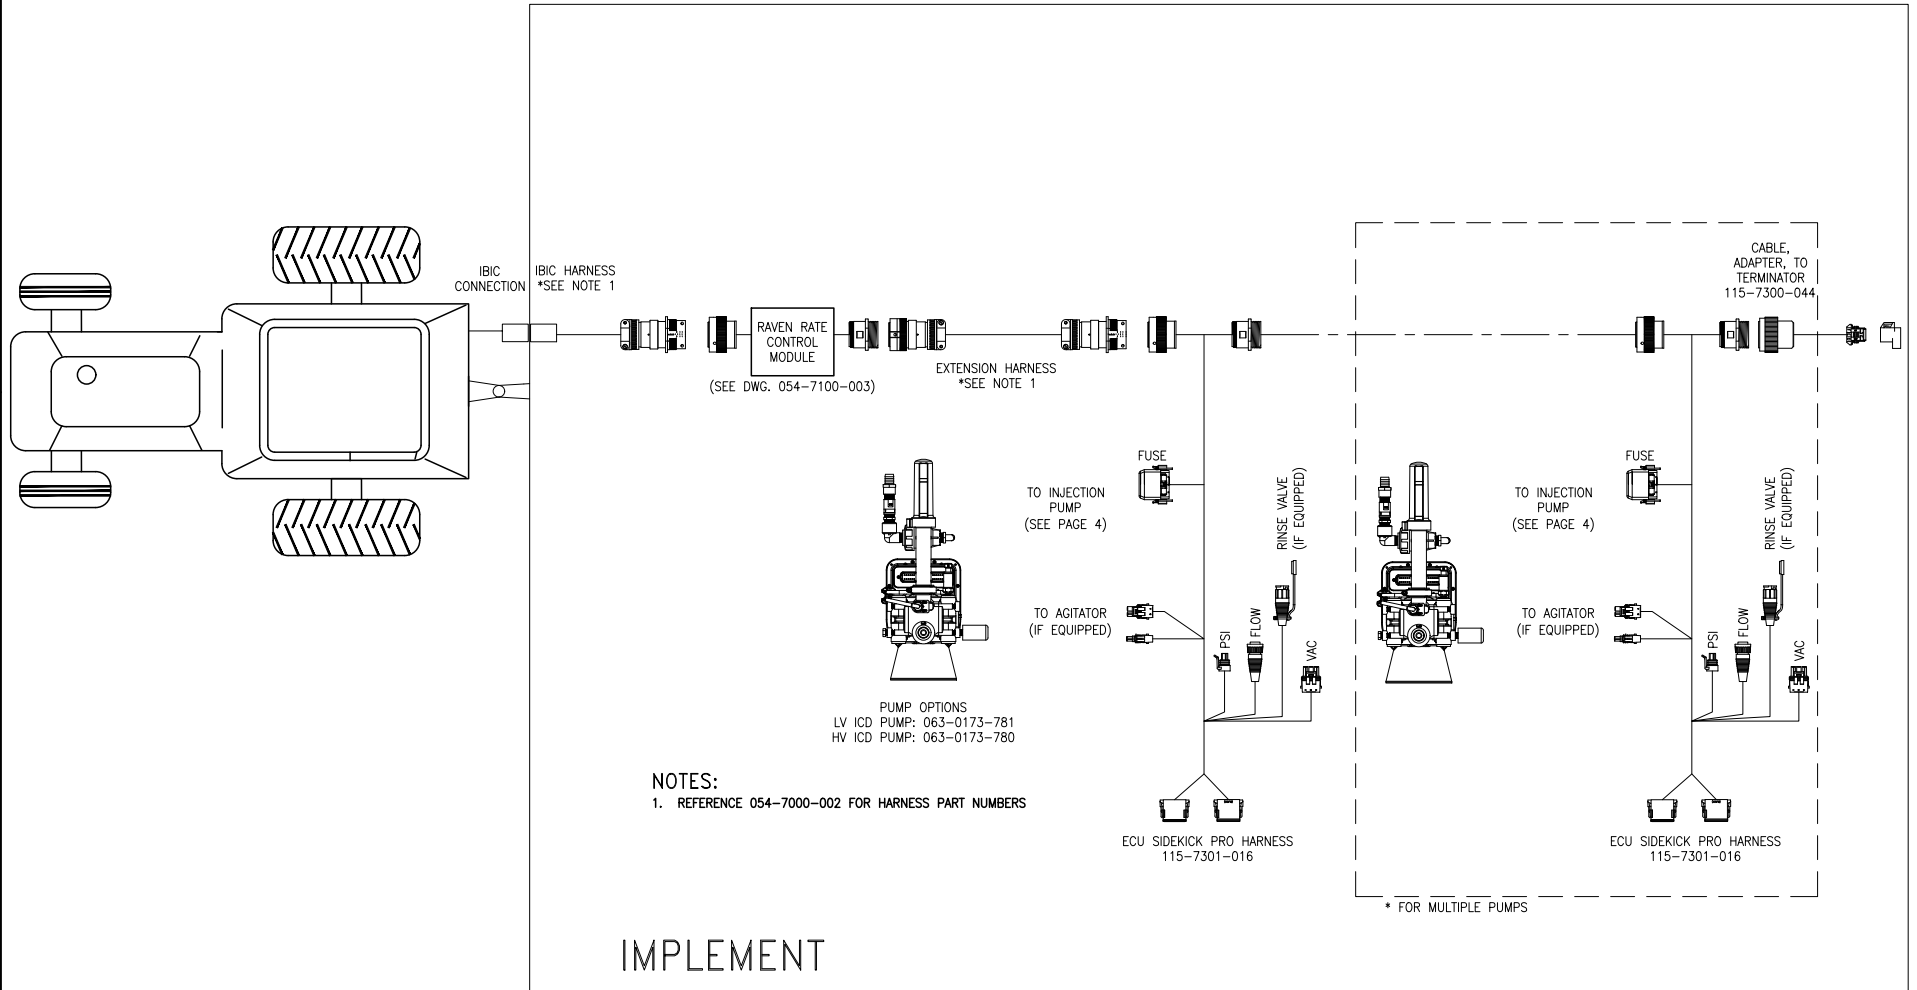 IBIC
CONNECTION
IBIC HARNESS
*SEE NOTE 1
RAVEN RATE
CONTROL
MODULE
(SEE DWG. 054-7100-003)
EXTENSION HARNESS
*SEE NOTE 1
CABLE,
ADAPTER, TO
TERMINATOR
115-7300-044
FUSE
TO INJECTION
PUMP
(SEE PAGE 4)
RINSE VALVE
(IF EQUIPPED)
TO AGITATOR
(IF EQUIPPED)
PSI
FLOW
VAC
FUSE
TO INJECTION
PUMP
(SEE PAGE 4)
RINSE VALVE
(IF EQUIPPED)
TO AGITATOR
(IF EQUIPPED)
PSI
FLOW
VAC
PUMP OPTIONS
LV ICD PUMP: 063-0173-781
HV ICD PUMP: 063-0173-780
NOTES:
1. REFERENCE 054-7000-002 FOR HARNESS PART NUMBERS
ECU SIDEKICK PRO HARNESS
115-7301-016
ECU SIDEKICK PRO HARNESS
115-7301-016
* FOR MULTIPLE PUMPS
IMPLEMENT